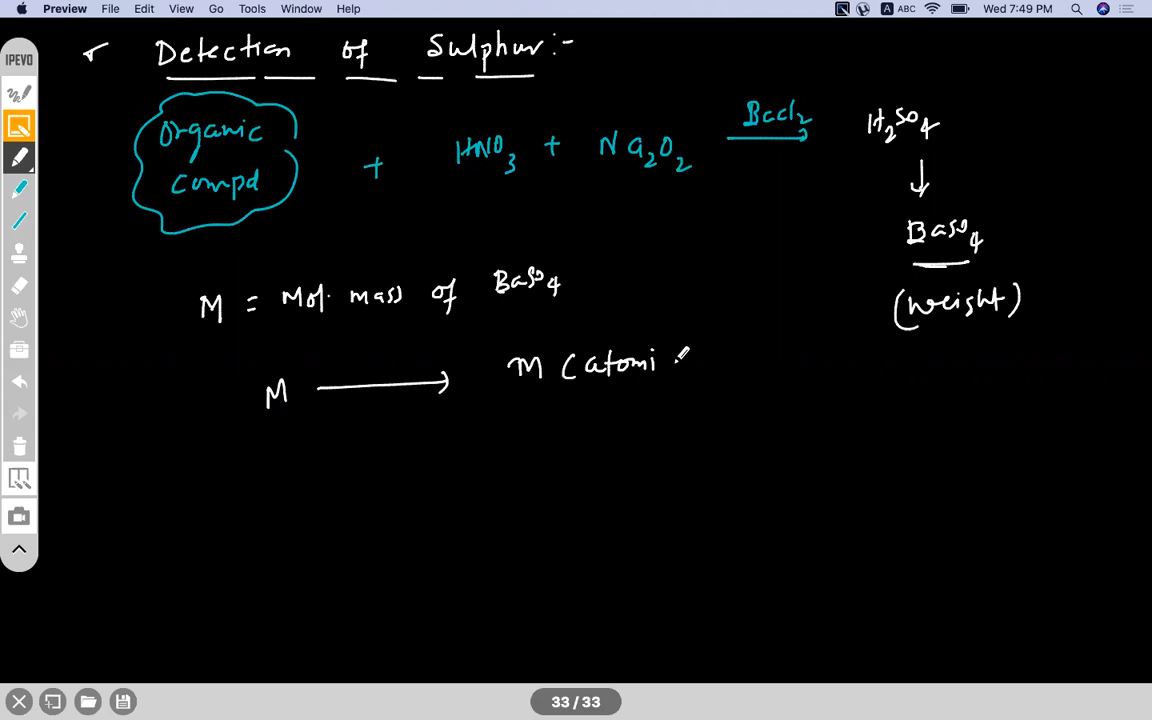 Preview File Edit View Go Tools Window Help A ABC Wed 7:49 PM
IPEVO
Detection of Sulphur:-
Organic
Compd
+ HNO3 + Na2O2 BaCl2 H2SO4
BaSO4
(weight)
M = Mol. mass of BaSO4
M → m (atomi
33/33